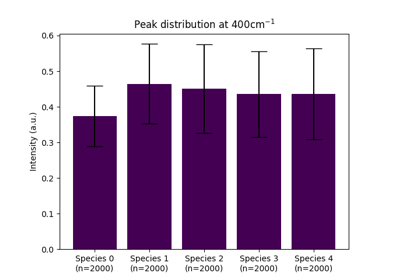 Peak distribution at 400cm⁻¹
Intensity (a.u.)
0.6
0.5
0.4
0.3
0.2
0.1
0.0
Species 0 Species 1 Species 2 Species 3 Species 4
(n=2000) (n=2000) (n=2000) (n=2000) (n=2000)